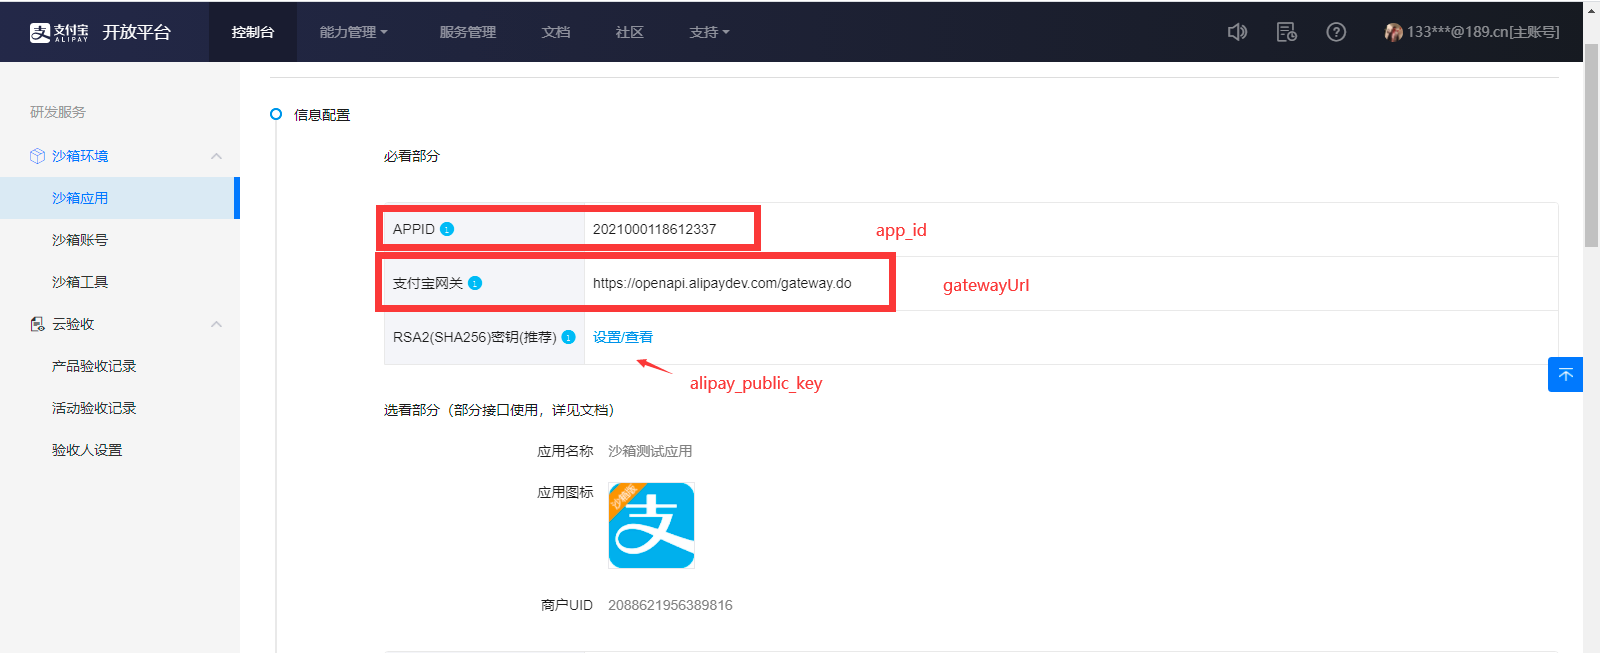 支付宝 ALIPAY 开放平台 控制台 能力管理 服务管理 文档 社区 支持 133***@189.cn[主账号]
研发服务
沙箱环境
沙箱应用
沙箱账号
沙箱工具
云验收
产品验收记录
活动验收记录
验收人设置
信息配置
必看部分
APPID 2021000118612337 app_id
支付宝网关 https://openapi.alipaydev.com/gateway.do gatewayUrl
RSA2(SHA256)密钥(推荐) 设置/查看
alipay_public_key
选看部分（部分接口使用，详见文档）
应用名称 沙箱测试应用
应用图标
沙箱版
支
商户UID 2088621956389816